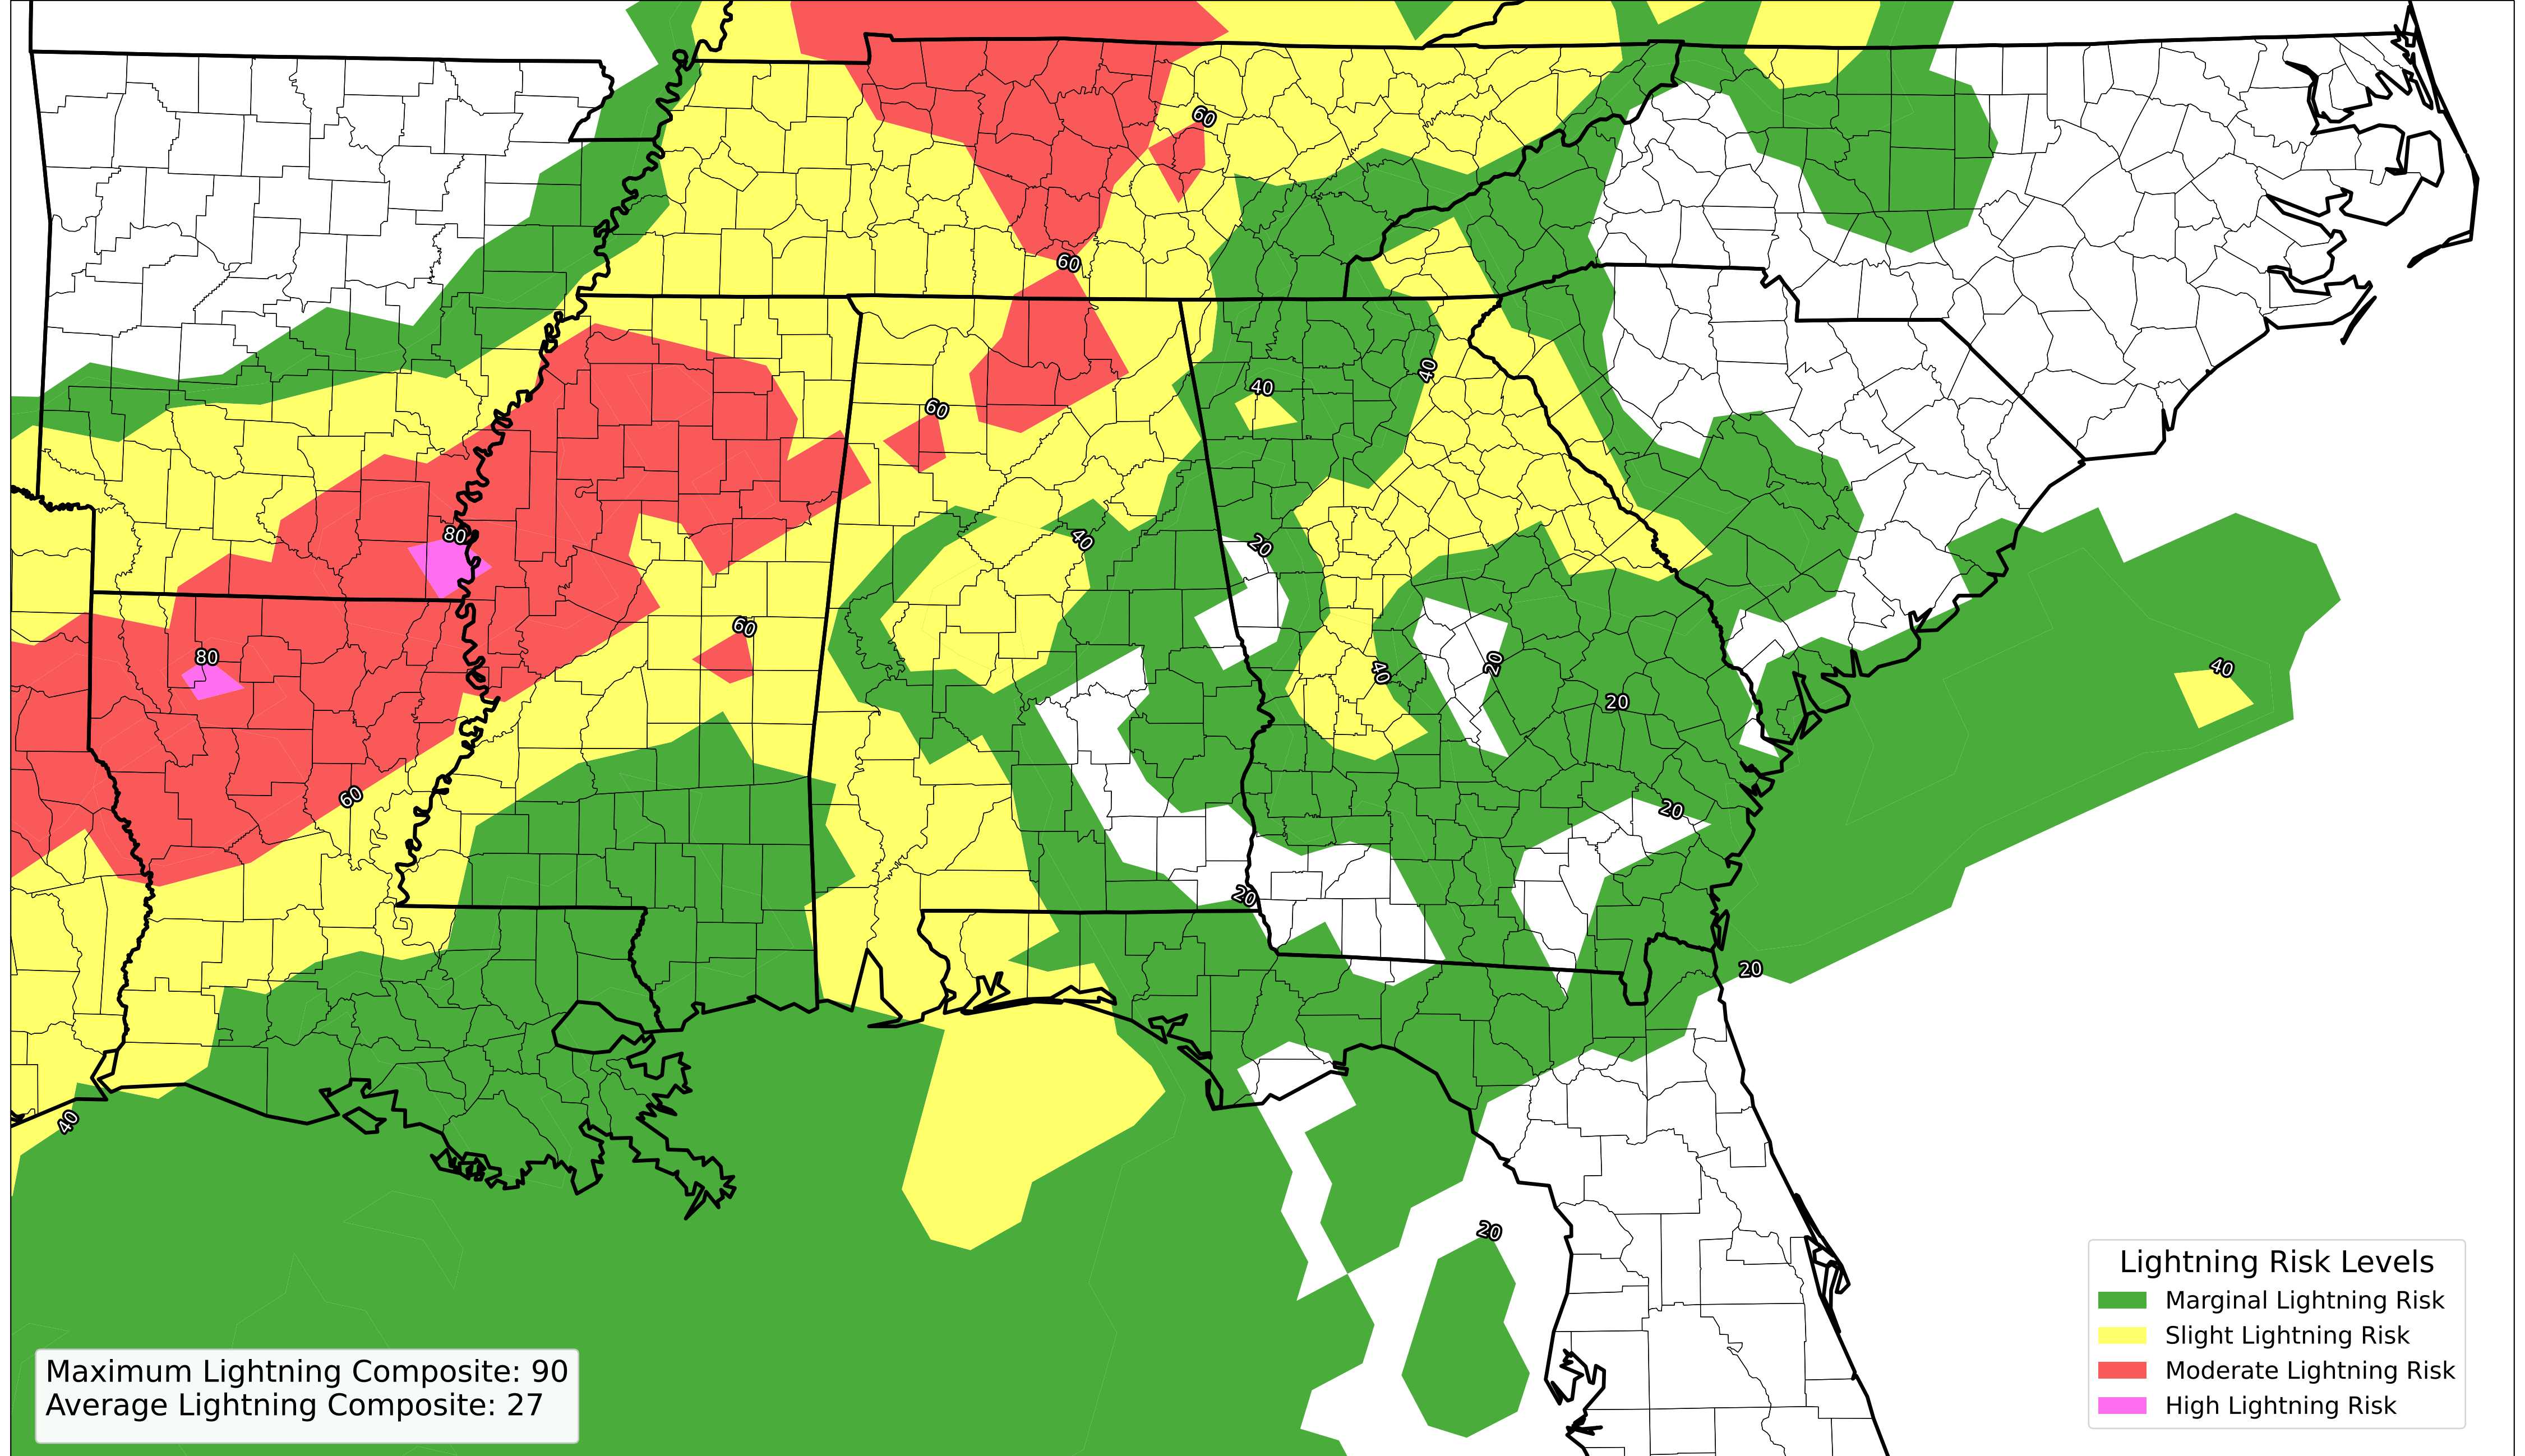 60
60
40
40
60
40
80
20
60
80
20
40
40
20
60
20
20
20
40
20
Lightning Risk Levels
Marginal Lightning Risk
Slight Lightning Risk
Moderate Lightning Risk
High Lightning Risk
Maximum Lightning Composite: 90
Average Lightning Composite: 27